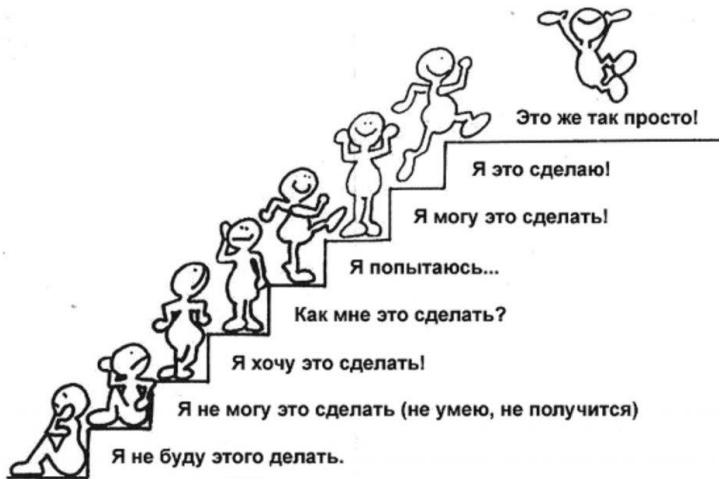 Это же так просто!
Я это сделаю!
Я могу это сделать!
Я попытаюсь...
Как мне это сделать?
Я хочу это сделать!
Я не могу это сделать (не умею, не получится)
Я не буду этого делать.